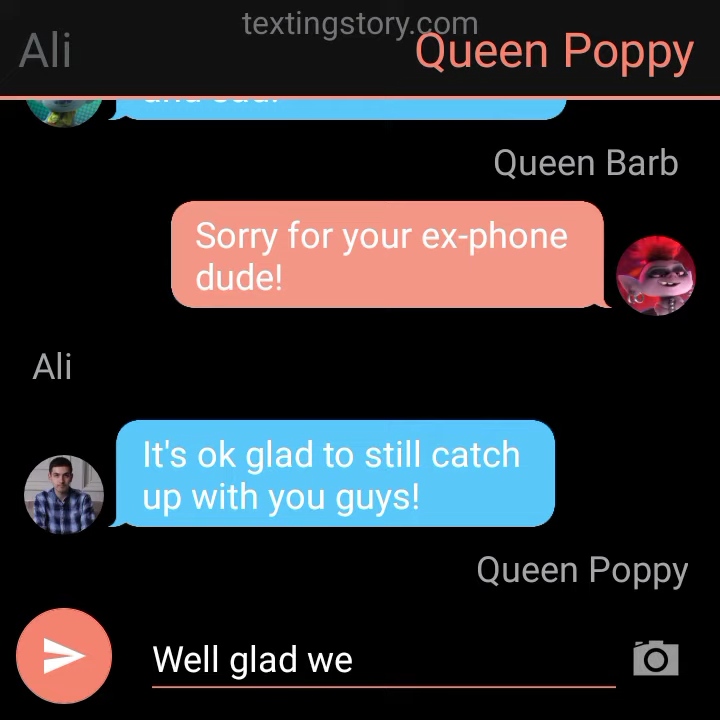 textingstory.com
Ali
Queen Poppy
Queen Barb
Sorry for your ex-phone
dude!
Ali
It's ok glad to still catch
up with you guys!
Queen Poppy
Well glad we